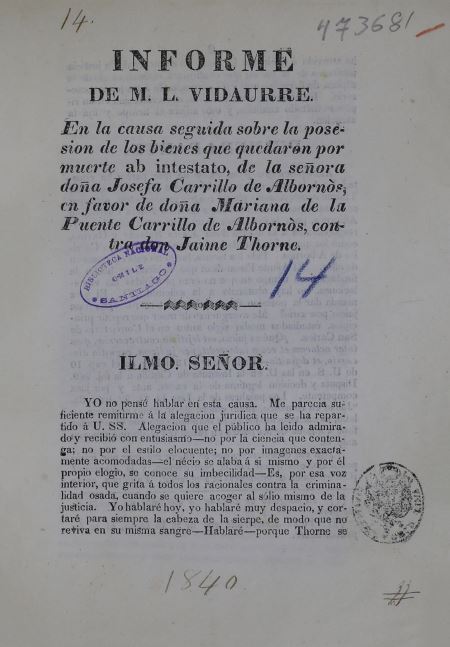 14.
473681
INFORME
DE M. L. VIDAURRE.
En la causa seguida sobre la pose-
sion de los bienes que quedaron por
muerte ab intestato, de la señora
doña Josefa Carrillo de Albornòs,
en favor de doña Mariana de la
Puente Carrillo de Albornòs, con-
tra don Jaime Thorne.
BIBLIOTECA NACIONAL
CHILE
SANTIAGO
14
ILMO. SEÑOR.
YO no pensé hablar en esta causa. Me parecia su-
ficiente remitirme á la alegacion juridica que se ha repar-
tido á U. SS. Alegacion que el público ha leido admira-
do y recibió con entusiasmo—no por la ciencia que conten-
ga; no por el estilo elocuente; no por imagenes exacta-
mente acomodadas—el nécio se alaba á si mismo y por él
propio elogio, se conoce su imbecilidad—Es, por esa voz
interior, que grita á todos los racionales contra la crimina-
lidad osada, cuando se quiere acoger al sólio mismo de la
justicia. Yo hablaré hoy, yo hablaré muy despacio, y cor-
taré para siempre la cabeza de la sierpe, de modo que no
reviva en su misma sangre—Hablaré—porque Thorne se
1840